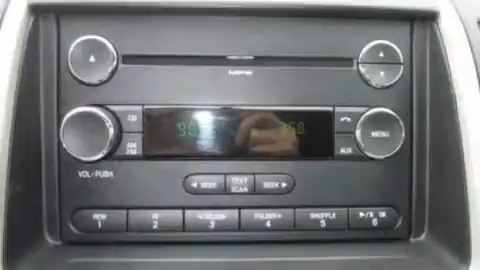 CD
MENU
AM
FM
AUX
VOL-PUSH
◄ SEEK TEXT SEEK ►
SCAN
REW FF FOLDER+ SHUFFLE
1 2 3 4 5 6